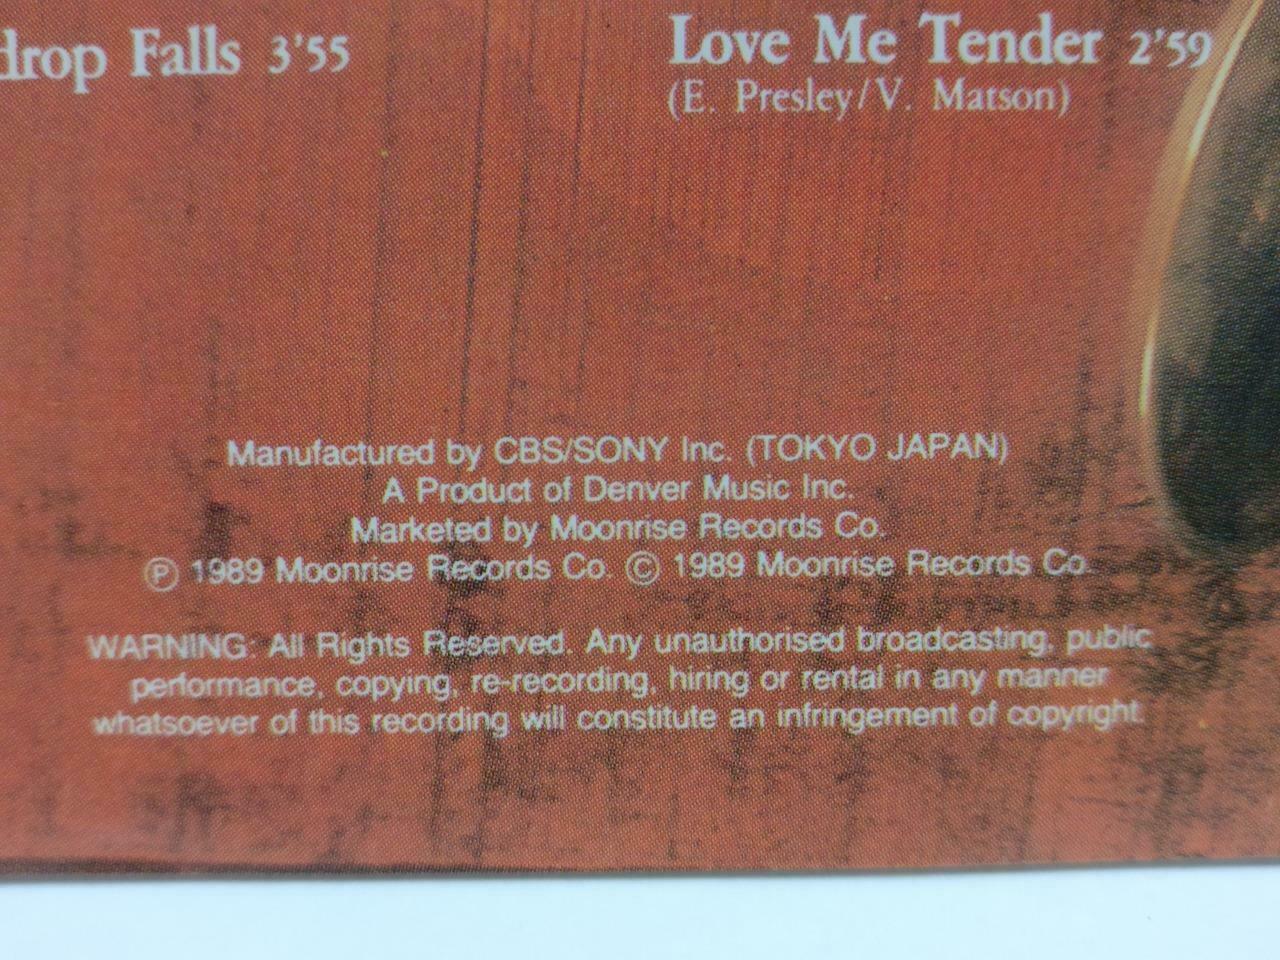 drop Falls 3'55
Love Me Tender 2'59
(E. Presley/V. Matson)
Manufactured by CBS/SONY Inc. (TOKYO JAPAN)
A Product of Denver Music Inc.
Marketed by Moonrise Records Co.
Ⓟ 1989 Moonrise Records Co. © 1989 Moonrise Records Co.
WARNING: All Rights Reserved. Any unauthorised broadcasting, public
performance, copying, re-recording, hiring or rental in any manner
whatsoever of this recording will constitute an infringement of copyright.